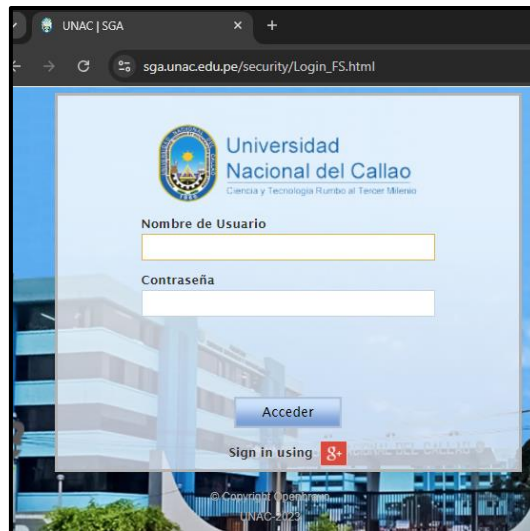 UNAC | SGA
sga.unac.edu.pe/security/Login_FS.html
Universidad
Nacional del Callao
Ciencia y Tecnología Rumbo al Tercer Milenio
Nombre de Usuario
Contraseña
Acceder
Sign in using g+
© Copyright Openbravo
UNAC-2023